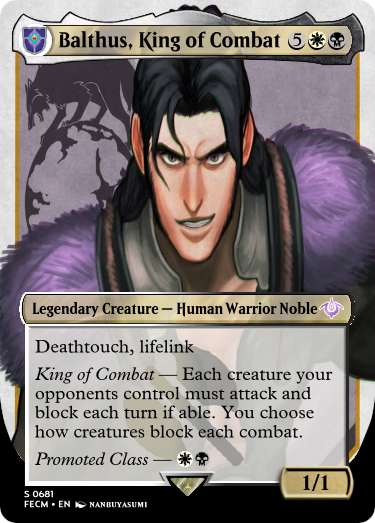 Balthus, King of Combat 5
Legendary Creature — Human Warrior Noble
Deathtouch, lifelink
King of Combat — Each creature your
opponents control must attack and
block each turn if able. You choose
how creatures block each combat.
Promoted Class —
1/1
S 0681
FECM • EN NANBUYASUMI